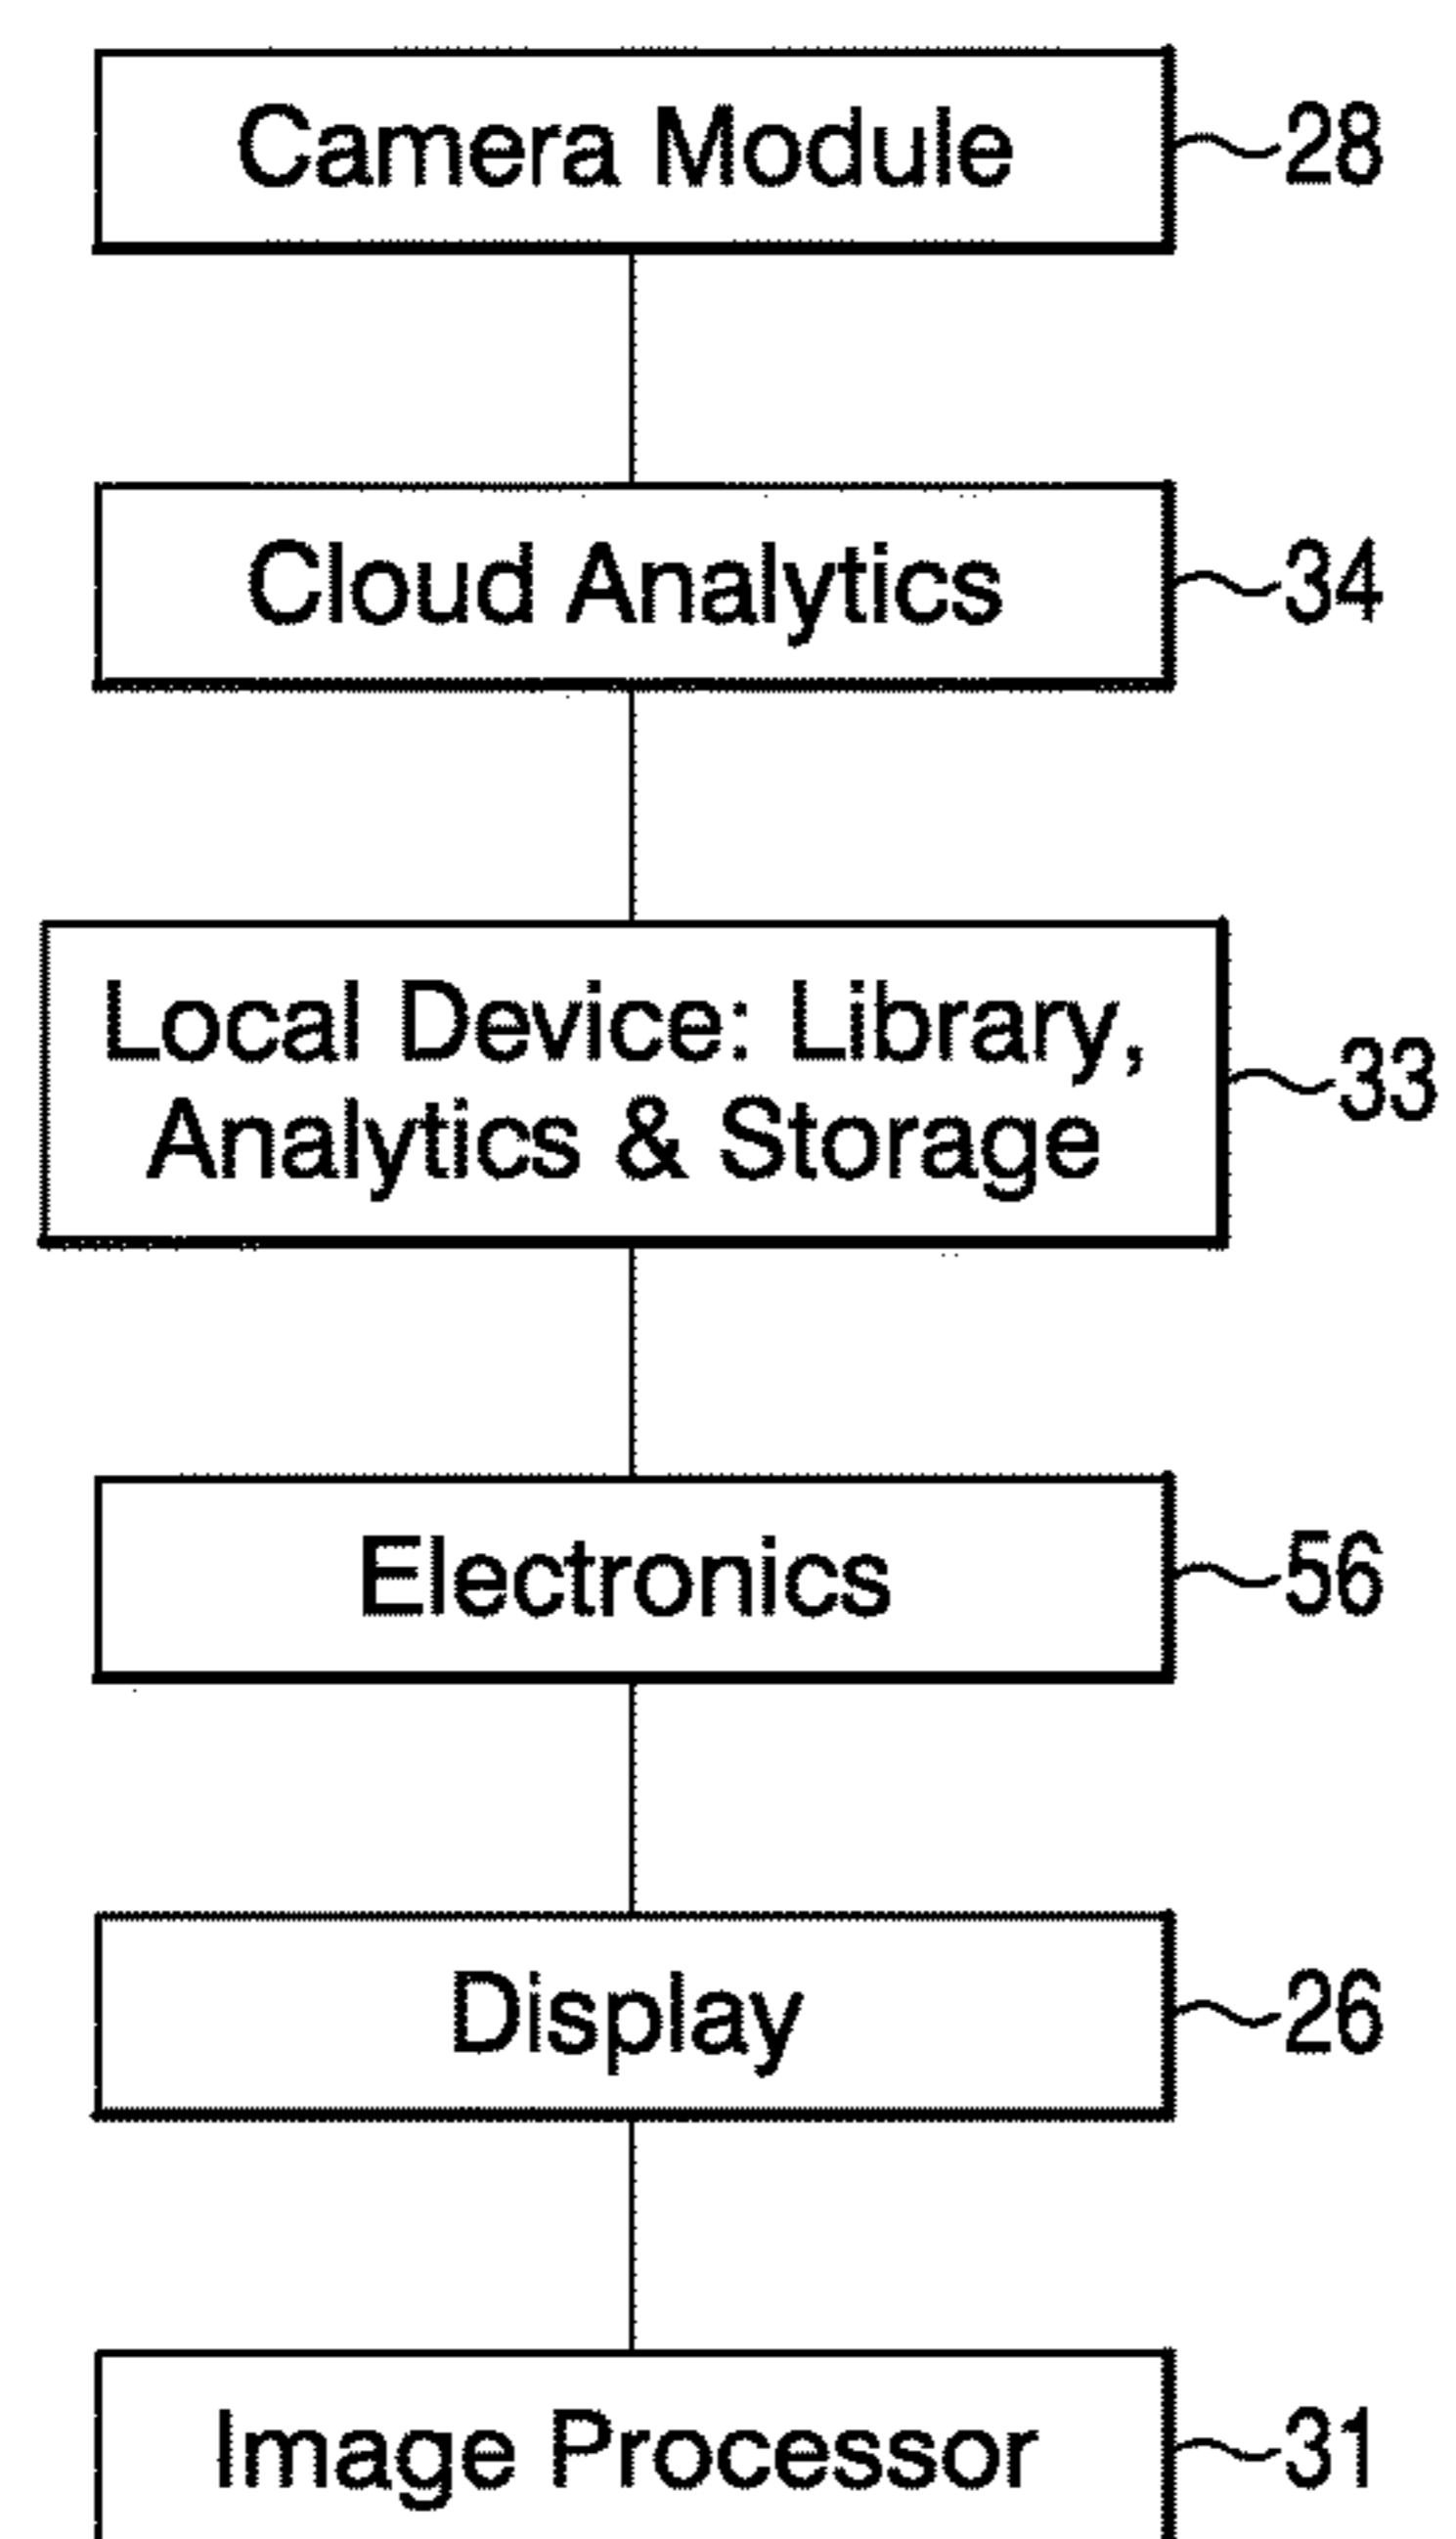 Camera Module 28
Cloud Analytics 34
Local Device: Library,
Analytics & Storage 33
Electronics 56
Display 26
Image Processor 31